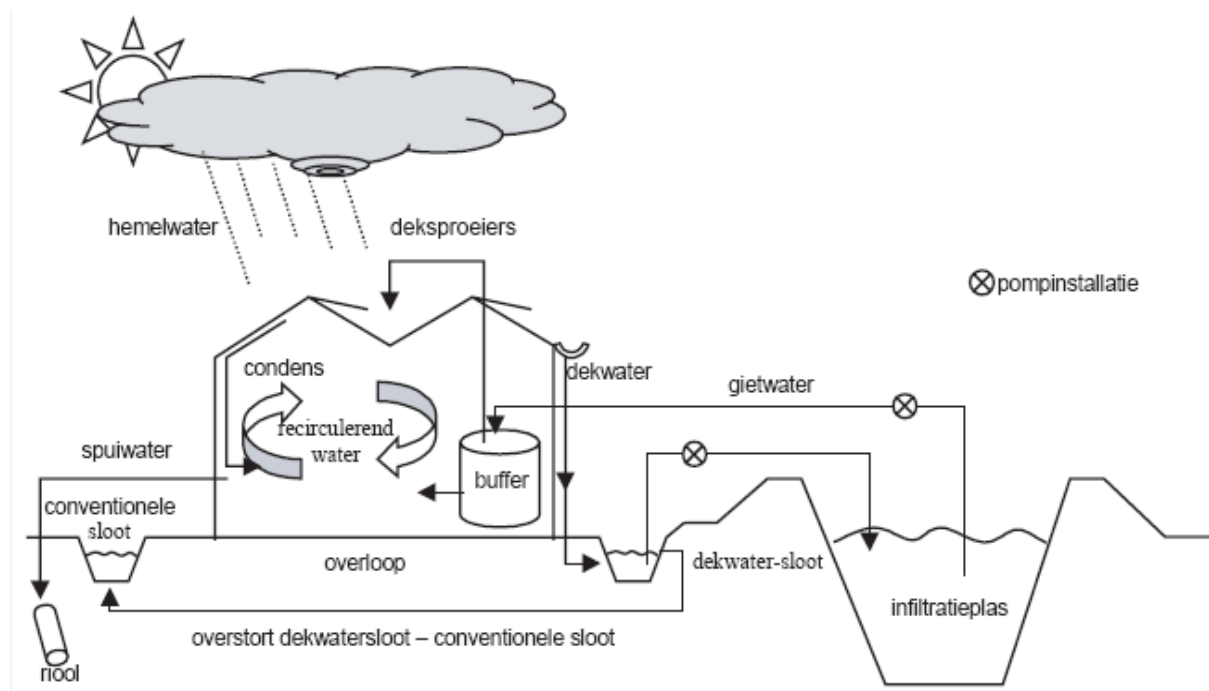 hemelwater
deksproeiers
pompinstallatie
condens
dekwater
gietwater
recirculerend
water
spuiwater
buffer
conventionele
sloot
overloop
dekwater-sloot
infiltratieplas
overstort dekwatersloot – conventionele sloot
riool